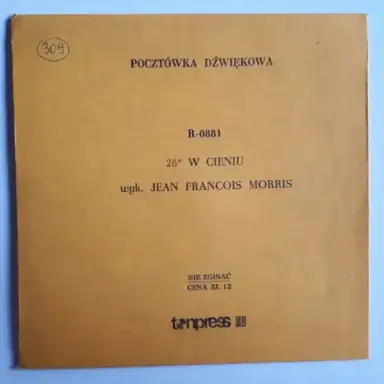 309
POCZTÓWKA DŹWIĘKOWA
R-0881
28° W CIENIU
wyk. JEAN FRANCOIS MORRIS
NIE ZGINAĆ
CENA ZŁ 12
tonpress